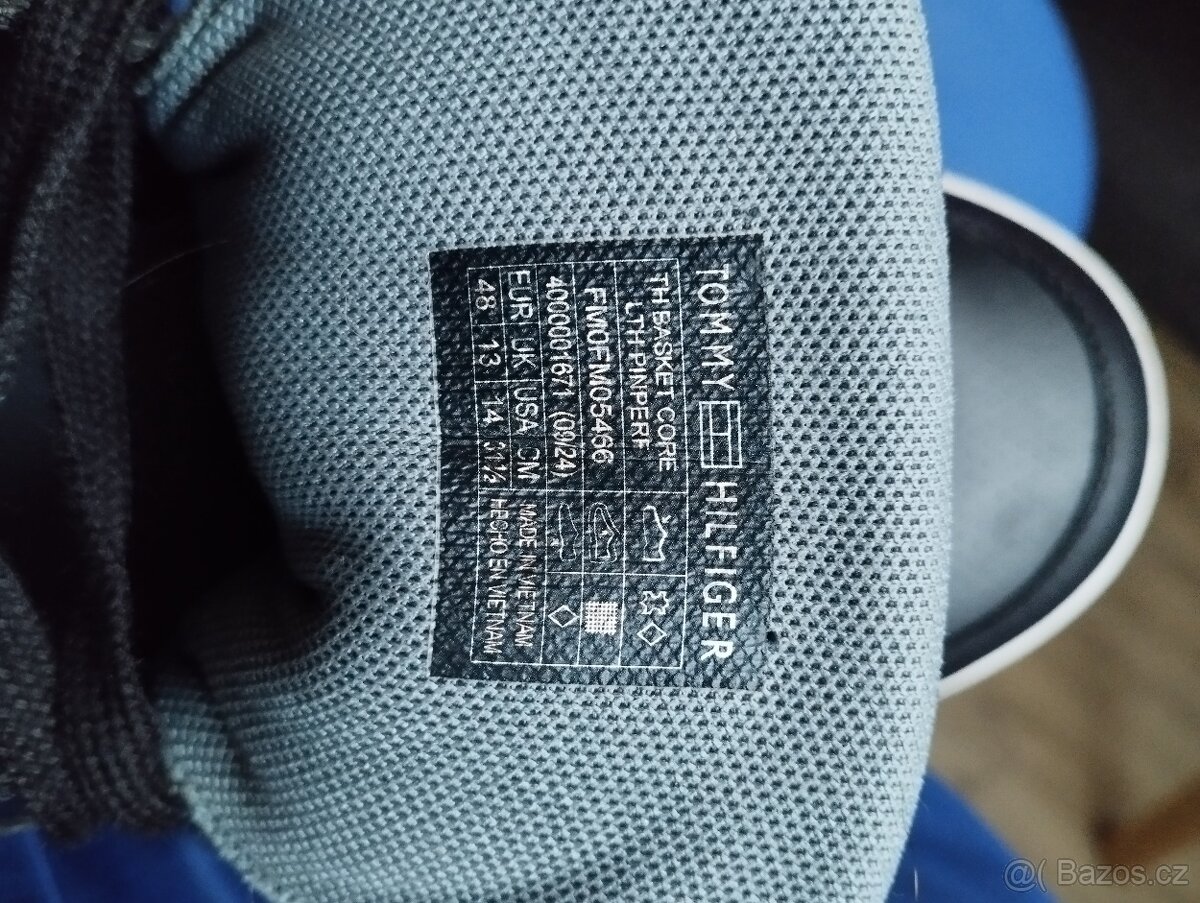 TOMMY HILFIGER
TH BASKET CORE
LTH PINPERF
FM0FM05466
4000001671 (09/24)
EUR UK USA CM
48 13 14 31½
MADE IN VIETNAM
HECHO EN VIETNAM
@( Bazos.cz